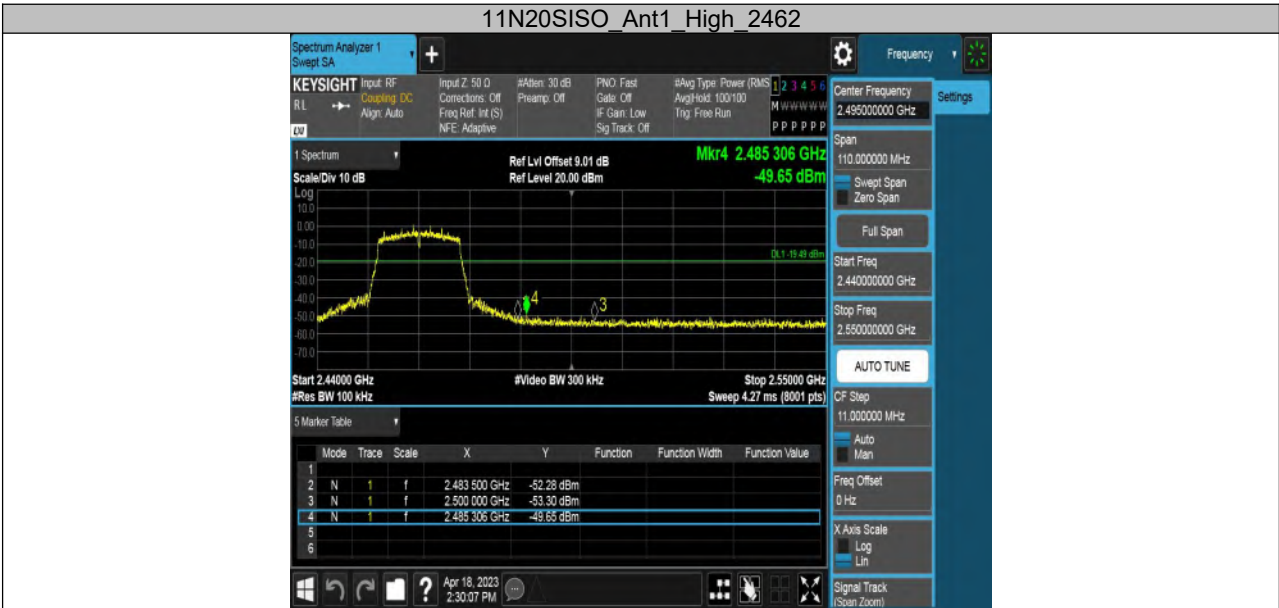 11N20SISO_Ant1_High_2462
Spectrum Analyzer 1
Swept SA
+
Frequency
KEYSIGHT
RL
Input: RF
Coupling: DC
Align: Auto
Input Z: 50 Ω
Corrections: Off
Freq Ref: Int (S)
NFE: Adaptive
#Atten: 30 dB
Preamp: Off
PNO: Fast
Gate: Off
IF Gain: Low
Sig Track: Off
#Avg Type: Power (RMS
Avg|Hold: 100/100
Trig: Free Run
1 2 3 4 5 6
M W W W W W
P P P P P P
1 Spectrum
Scale/Div 10 dB
Ref Lvl Offset 9.01 dB
Ref Level 20.00 dBm
Mkr4 2.485 306 GHz
-49.65 dBm
Log
10.0
0.00
-10.0
-20.0
-30.0
-40.0
-50.0
-60.0
-70.0
DL1 -19.49 dBm
4
3
Start 2.44000 GHz
#Res BW 100 kHz
#Video BW 300 kHz
Stop 2.55000 GHz
Sweep 4.27 ms (8001 pts)
5 Marker Table
Mode Trace Scale X Y Function Function Width Function Value
1
2 N 1 f 2.483 500 GHz -52.28 dBm
3 N 1 f 2.500 000 GHz -53.30 dBm
4 N 1 f 2.485 306 GHz -49.65 dBm
5
6
?
Apr 18, 2023
2:30:07 PM
Center Frequency
2.495000000 GHz
Settings
Span
110.000000 MHz
Swept Span
Zero Span
Full Span
Start Freq
2.440000000 GHz
Stop Freq
2.550000000 GHz
AUTO TUNE
CF Step
11.000000 MHz
Auto
Man
Freq Offset
0 Hz
X Axis Scale
Log
Lin
Signal Track
(Span Zoom)